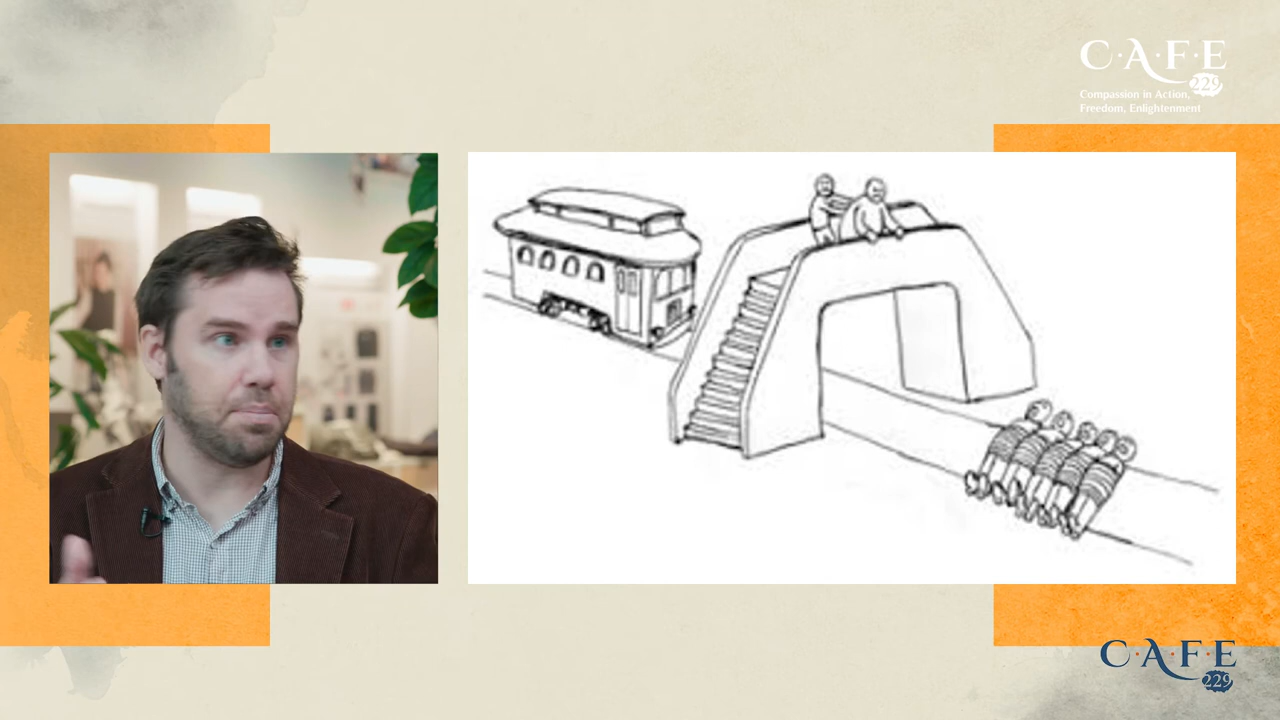 C·A·F·E
229
Compassion in Action,
Freedom, Enlightenment
C·A·F·E
229